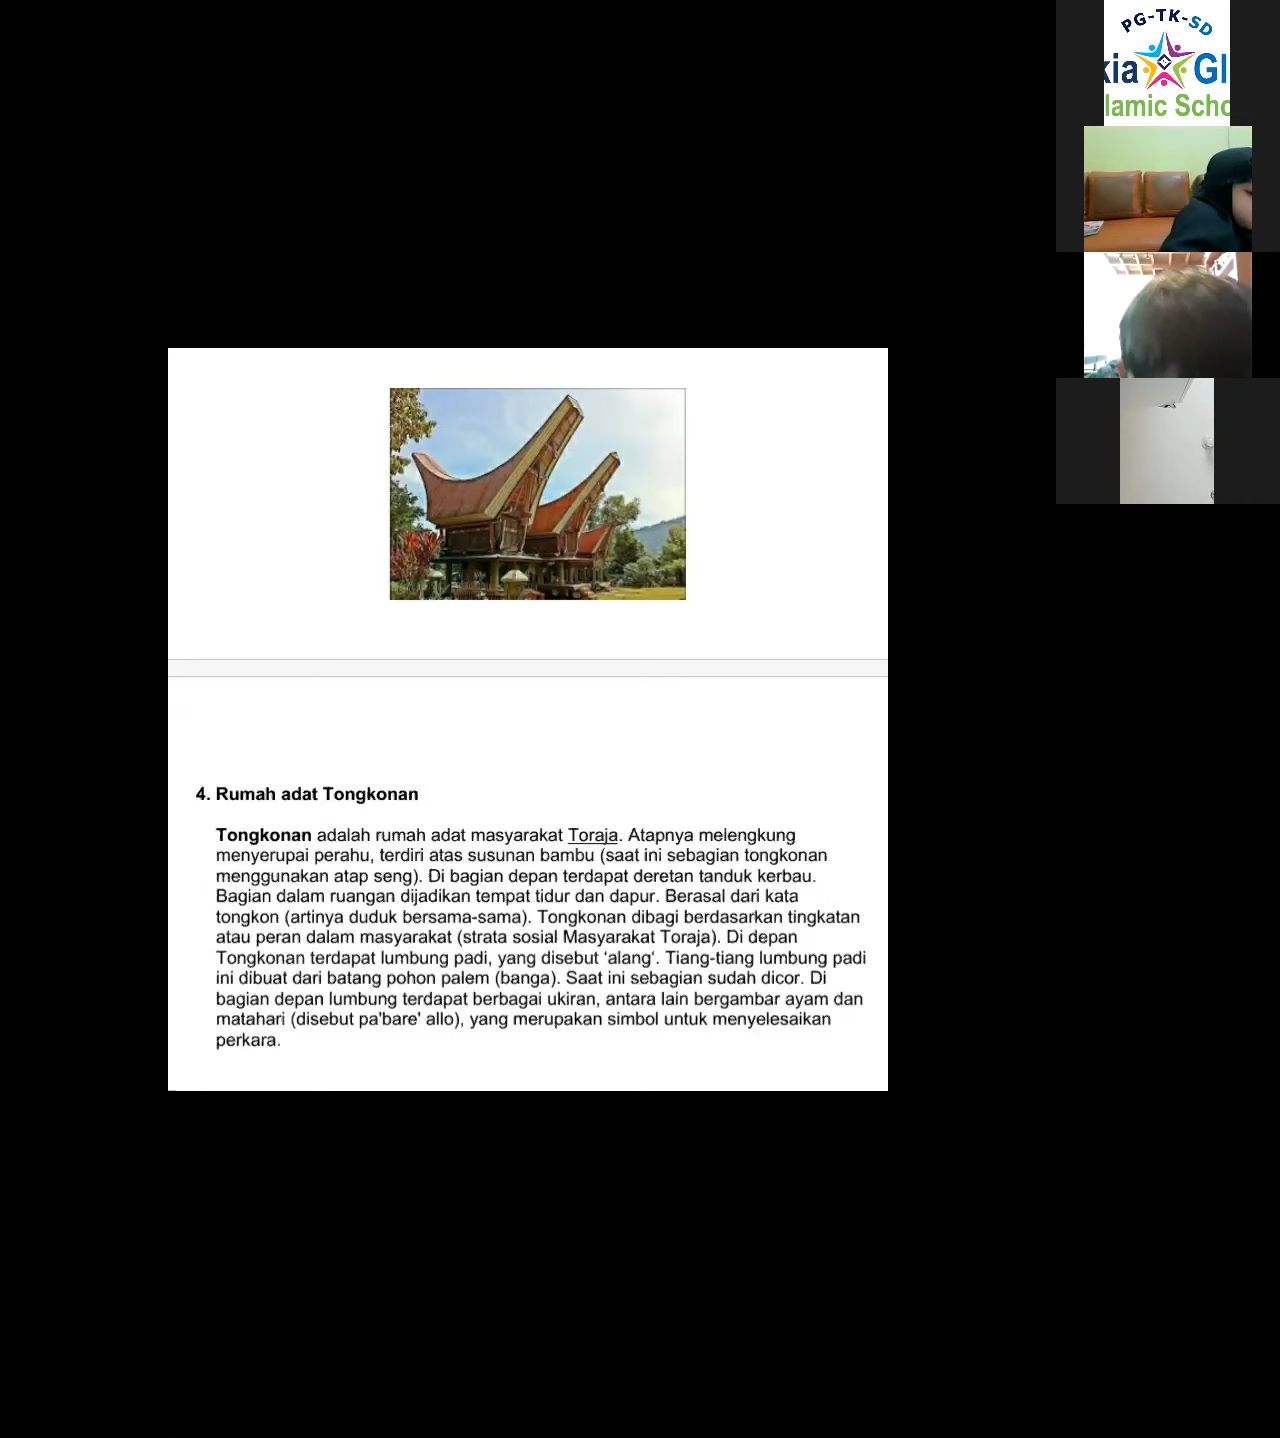 PG-TK-SD
4. Rumah adat Tongkonan
Tongkonan adalah rumah adat masyarakat Toraja. Atapnya melengkung
menyerupai perahu, terdiri atas susunan bambu (saat ini sebagian tongkonan
menggunakan atap seng). Di bagian depan terdapat deretan tanduk kerbau.
Bagian dalam ruangan dijadikan tempat tidur dan dapur. Berasal dari kata
tongkon (artinya duduk bersama-sama). Tongkonan dibagi berdasarkan tingkatan
atau peran dalam masyarakat (strata sosial Masyarakat Toraja). Di depan
Tongkonan terdapat lumbung padi, yang disebut ‘alang‘. Tiang-tiang lumbung padi
ini dibuat dari batang pohon palem (banga). Saat ini sebagian sudah dicor. Di
bagian depan lumbung terdapat berbagai ukiran, antara lain bergambar ayam dan
matahari (disebut pa'bare' allo), yang merupakan simbol untuk menyelesaikan
perkara.